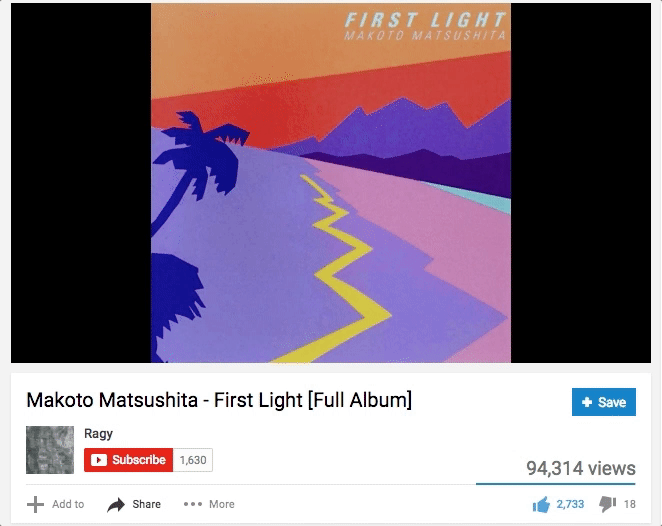 FIRST LIGHT
MAKOTO MATSUSHITA
Makoto Matsushita - First Light [Full Album]
Save
Ragy
Subscribe 1,630
94,314 views
Add to Share More 2,733 18